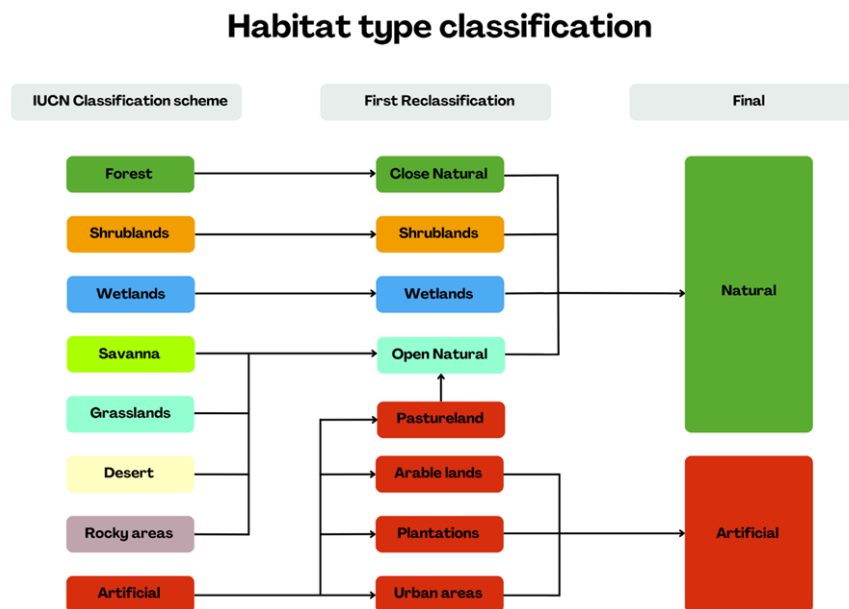 Habitat type classification
IUCN Classification scheme
First Reclassification
Final
Forest
Close Natural
Shrublands
Shrublands
Wetlands
Wetlands
Natural
Savanna
Open Natural
Grasslands
Pastureland
Desert
Arable lands
Rocky areas
Plantations
Artificial
Artificial
Urban areas